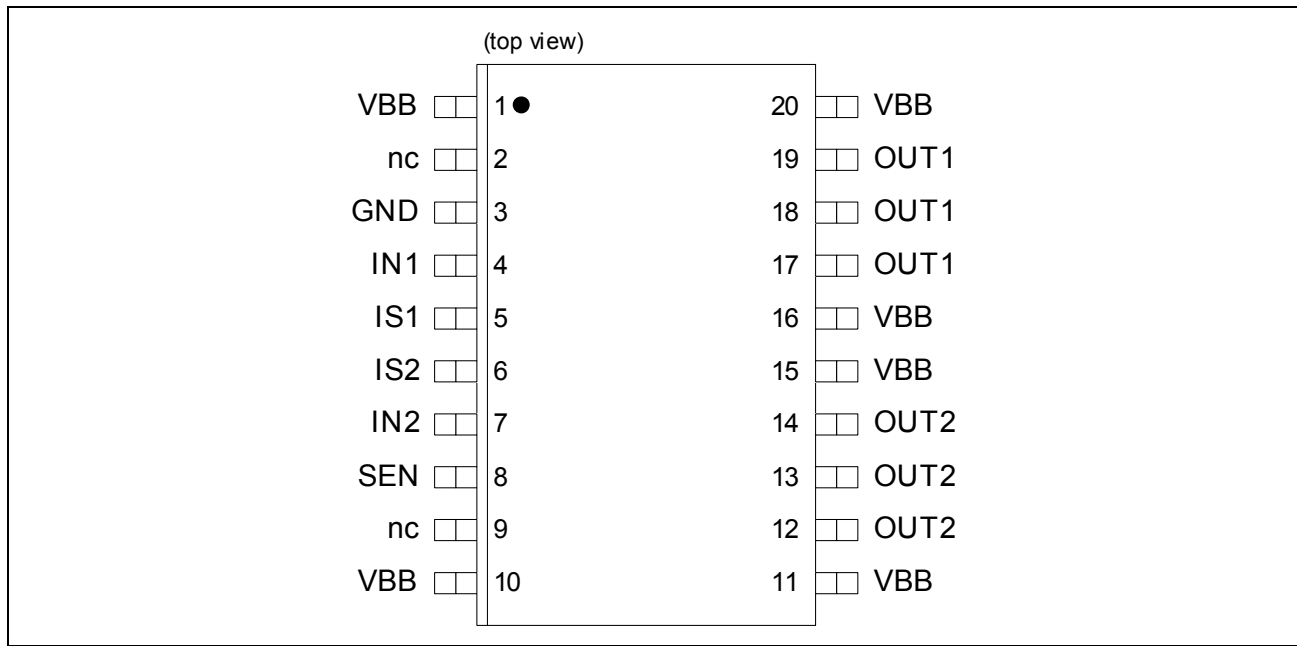 (top view)
VBB 1 20 VBB
nc 2 19 OUT1
GND 3 18 OUT1
IN1 4 17 OUT1
IS1 5 16 VBB
IS2 6 15 VBB
IN2 7 14 OUT2
SEN 8 13 OUT2
nc 9 12 OUT2
VBB 10 11 VBB